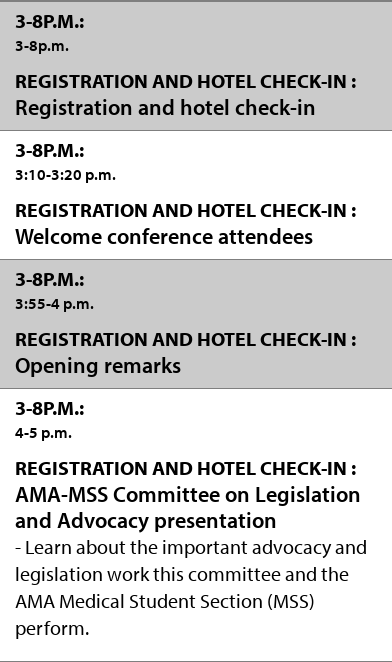 3-8P.M.:
3-8p.m.
REGISTRATION AND HOTEL CHECK-IN :
Registration and hotel check-in
3-8P.M.:
3:10-3:20 p.m.
REGISTRATION AND HOTEL CHECK-IN :
Welcome conference attendees
3-8P.M.:
3:55-4 p.m.
REGISTRATION AND HOTEL CHECK-IN :
Opening remarks
3-8P.M.:
4-5 p.m.
REGISTRATION AND HOTEL CHECK-IN :
AMA-MSS Committee on Legislation
and Advocacy presentation
- Learn about the important advocacy and
legislation work this committee and the
AMA Medical Student Section (MSS)
perform.